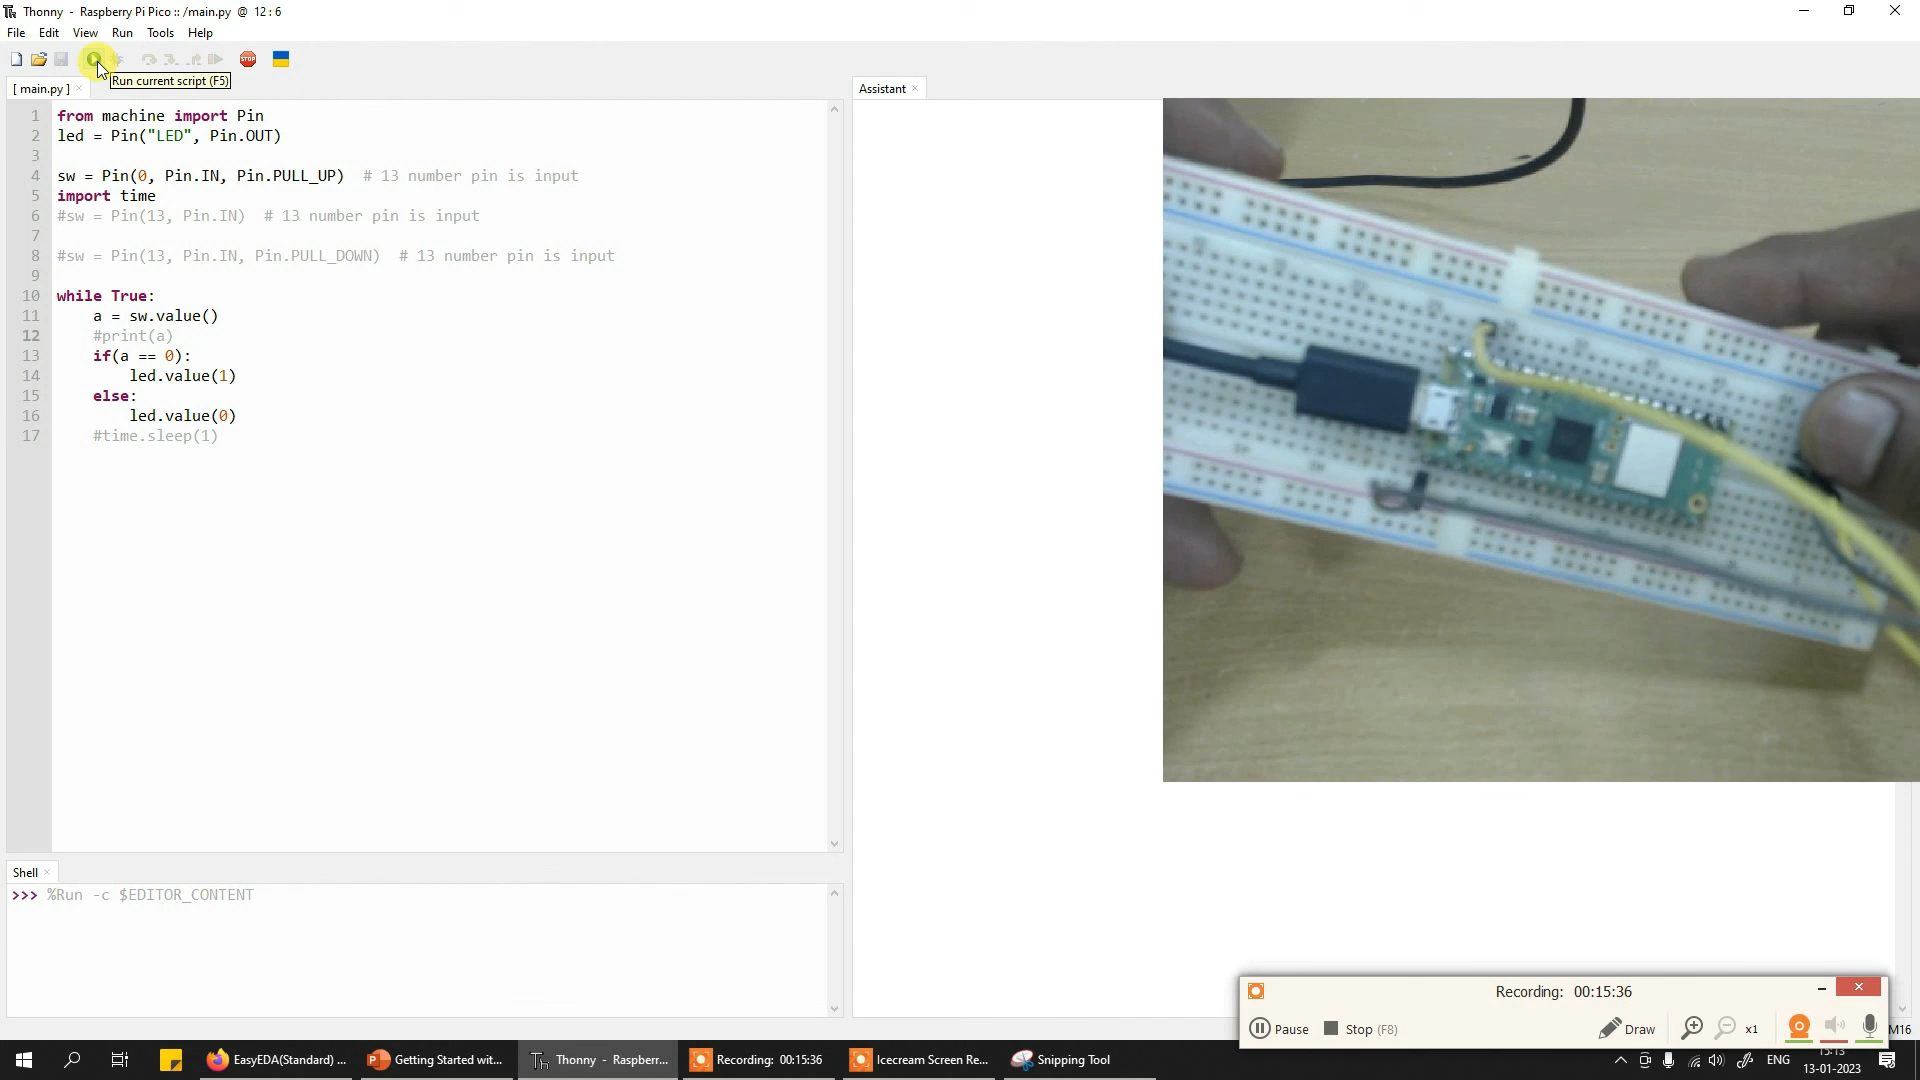 Thonny - Raspberry Pi Pico :: /main.py @ 12 : 6
File Edit View Run Tools Help
STOP
Run current script (F5)
[ main.py ] ×
Assistant ×
1 from machine import Pin
2 led = Pin("LED", Pin.OUT)
3
4 sw = Pin(0, Pin.IN, Pin.PULL_UP)  # 13 number pin is input
5 import time
6 #sw = Pin(13, Pin.IN)  # 13 number pin is input
7
8 #sw = Pin(13, Pin.IN, Pin.PULL_DOWN)  # 13 number pin is input
9
10 while True:
11     a = sw.value()
12     #print(a)
13     if(a == 0):
14         led.value(1)
15     else:
16         led.value(0)
17     #time.sleep(1)
Shell ×
>>> %Run -c $EDITOR_CONTENT
Recording: 00:15:36
Pause Stop (F8) Draw x1
M16
EasyEDA(Standard) ... Getting Started wit... Thonny - Raspberr... Recording: 00:15:36 Icecream Screen Re... Snipping Tool ENG
15:13
13-01-2023